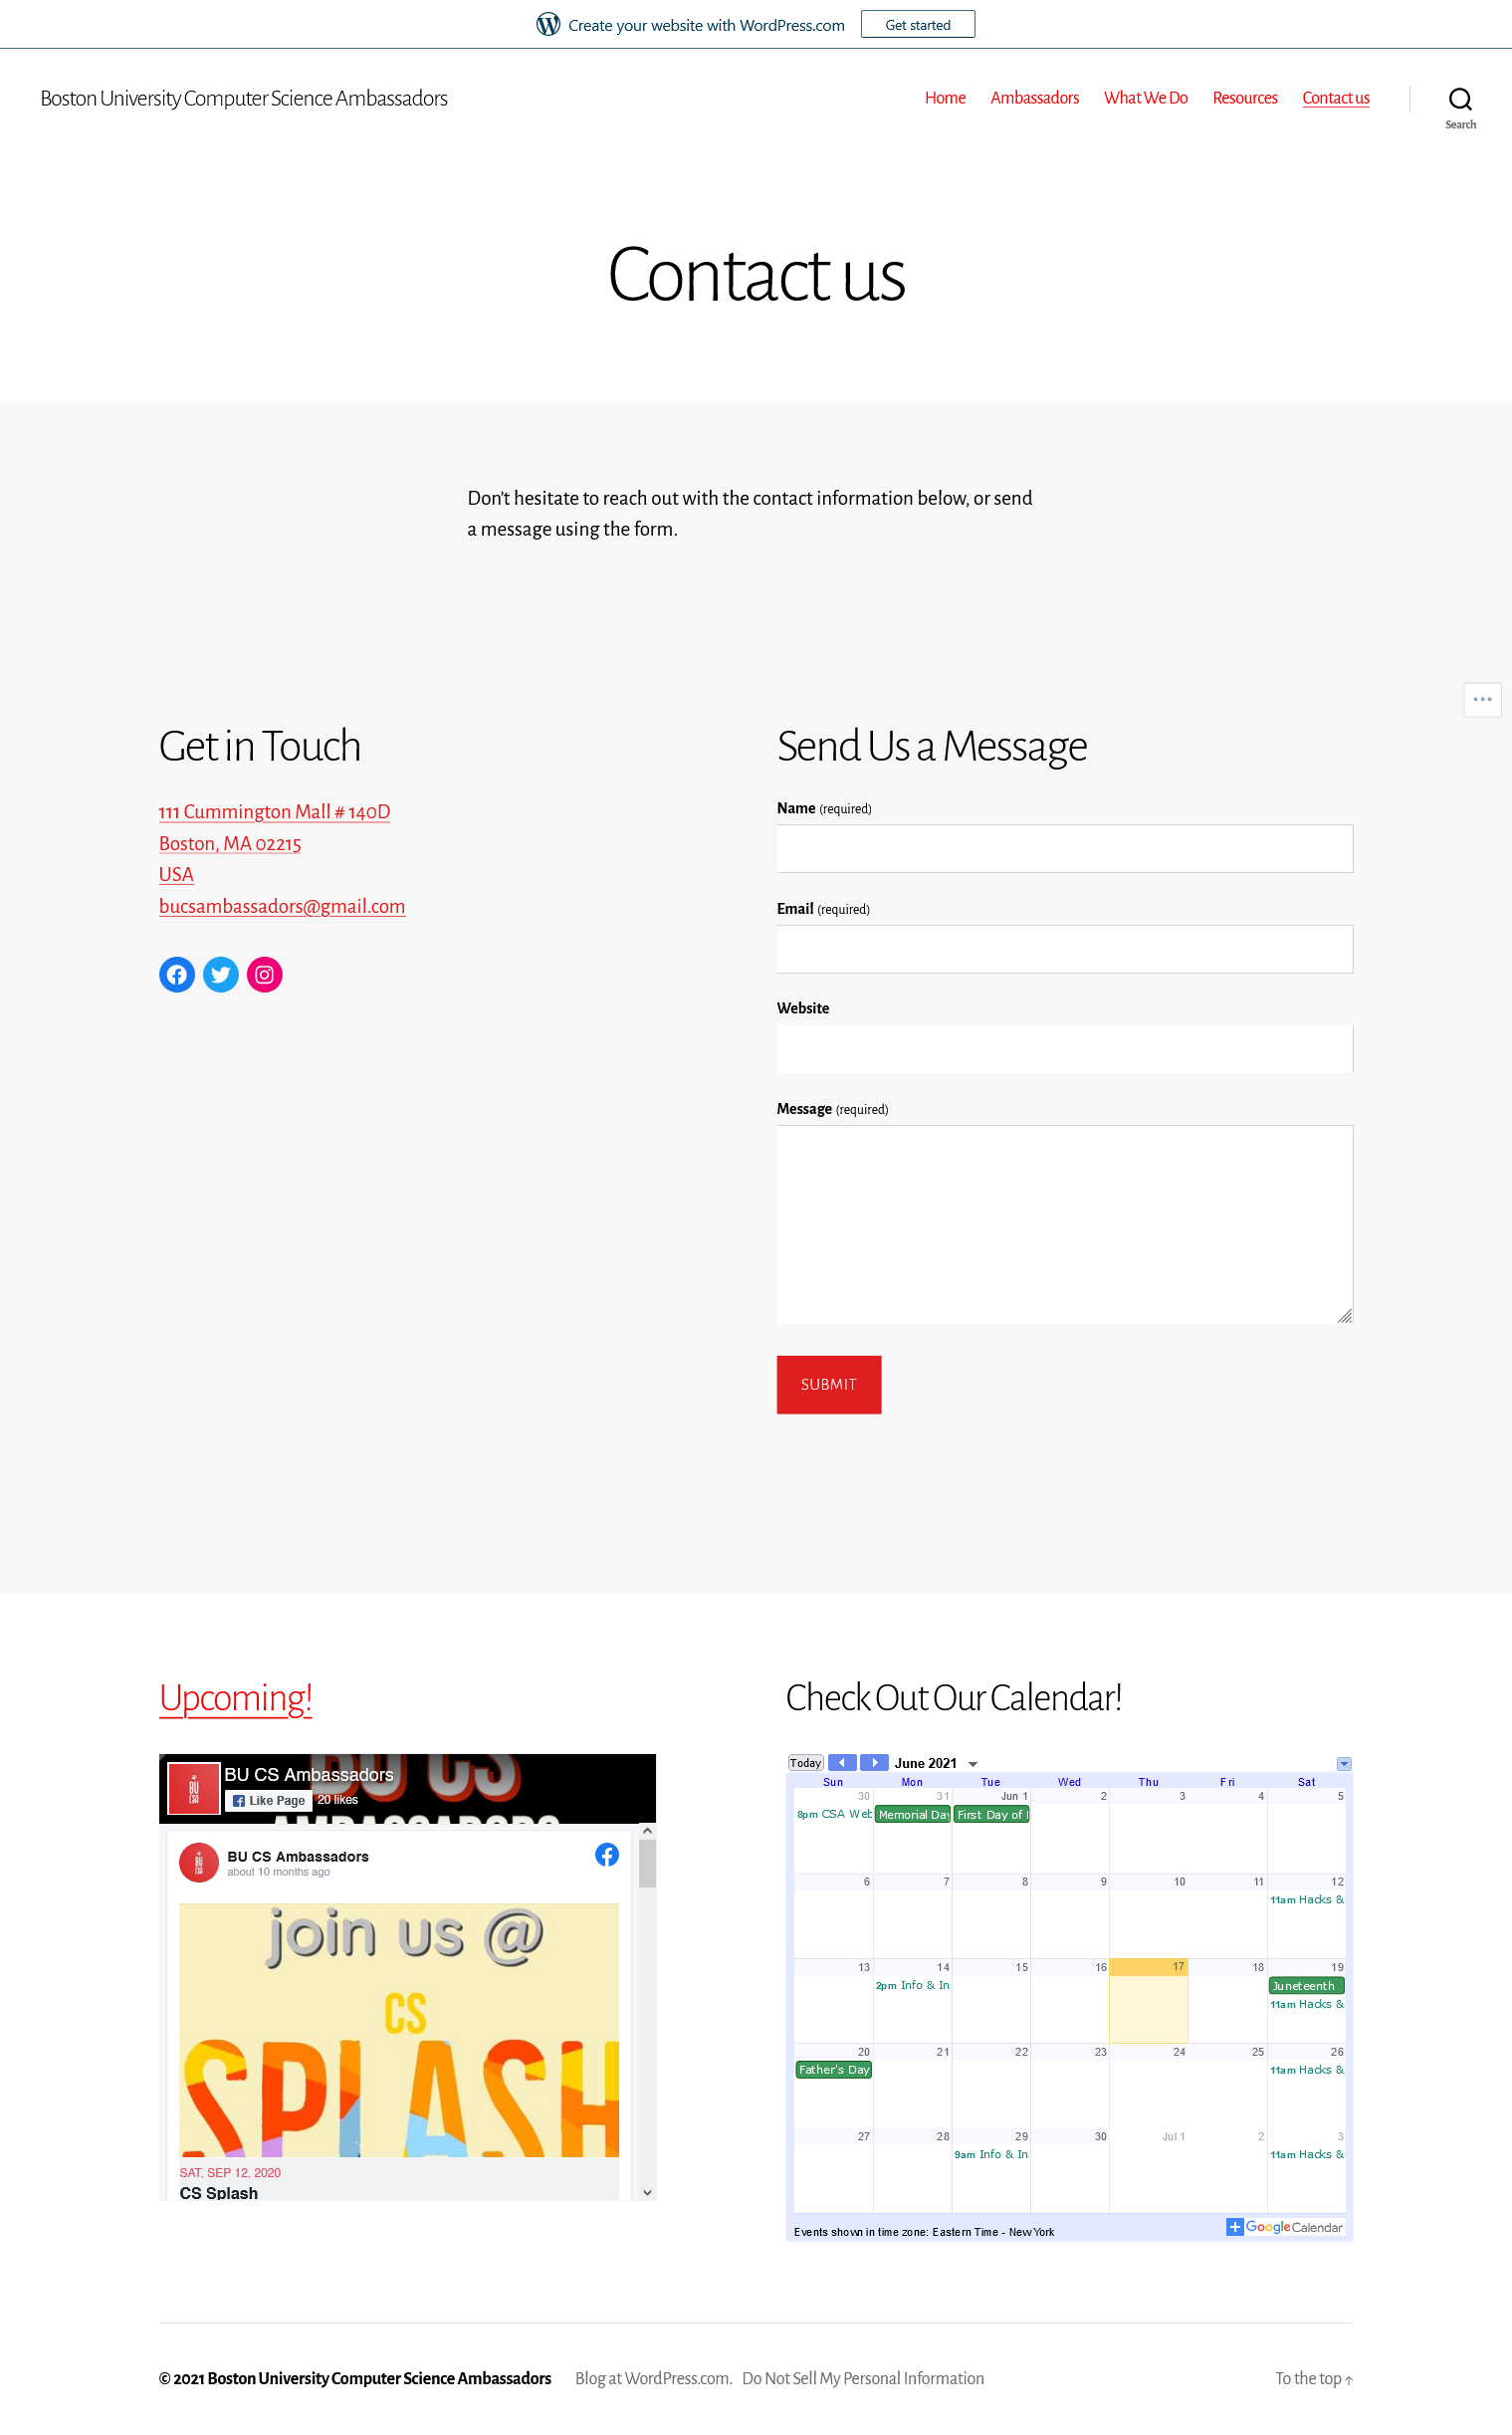 Create your website with WordPress.com
Get started
Boston University Computer Science Ambassadors
Home
Ambassadors
What We Do
Resources
Contact us
Search
Contact us
Don't hesitate to reach out with the contact information below, or send
a message using the form.
Get in Touch
111 Cummington Mall # 140D
Boston, MA 02215
USA
bucsambassadors@gmail.com
Send Us a Message
Name (required)
Email (required)
Website
Message (required)
SUBMIT
Upcoming!
BU CS
AMBASSADORS
BU CS Ambassadors
Like Page
20 likes
BU CS Ambassadors
about 10 months ago
join us @
CS
SPLASH
SAT, SEP 12, 2020
CS Splash
Check Out Our Calendar!
Today
June 2021
Sun Mon Tue Wed Thu Fri Sat
30 31 Jun 1 2 3 4 5
8pm CSA Web Memorial Day First Day of
6 7 8 9 10 11 12
11am Hacks &
13 14 15 16 17 18 19
2pm Info & In Juneteenth
11am Hacks &
20 21 22 23 24 25 26
Father's Day 11am Hacks &
27 28 29 30 Jul 1 2 3
9am Info & In 11am Hacks &
Events shown in time zone: Eastern Time - New York
Google Calendar
© 2021 Boston University Computer Science Ambassadors
Blog at WordPress.com.
Do Not Sell My Personal Information
To the top ↑